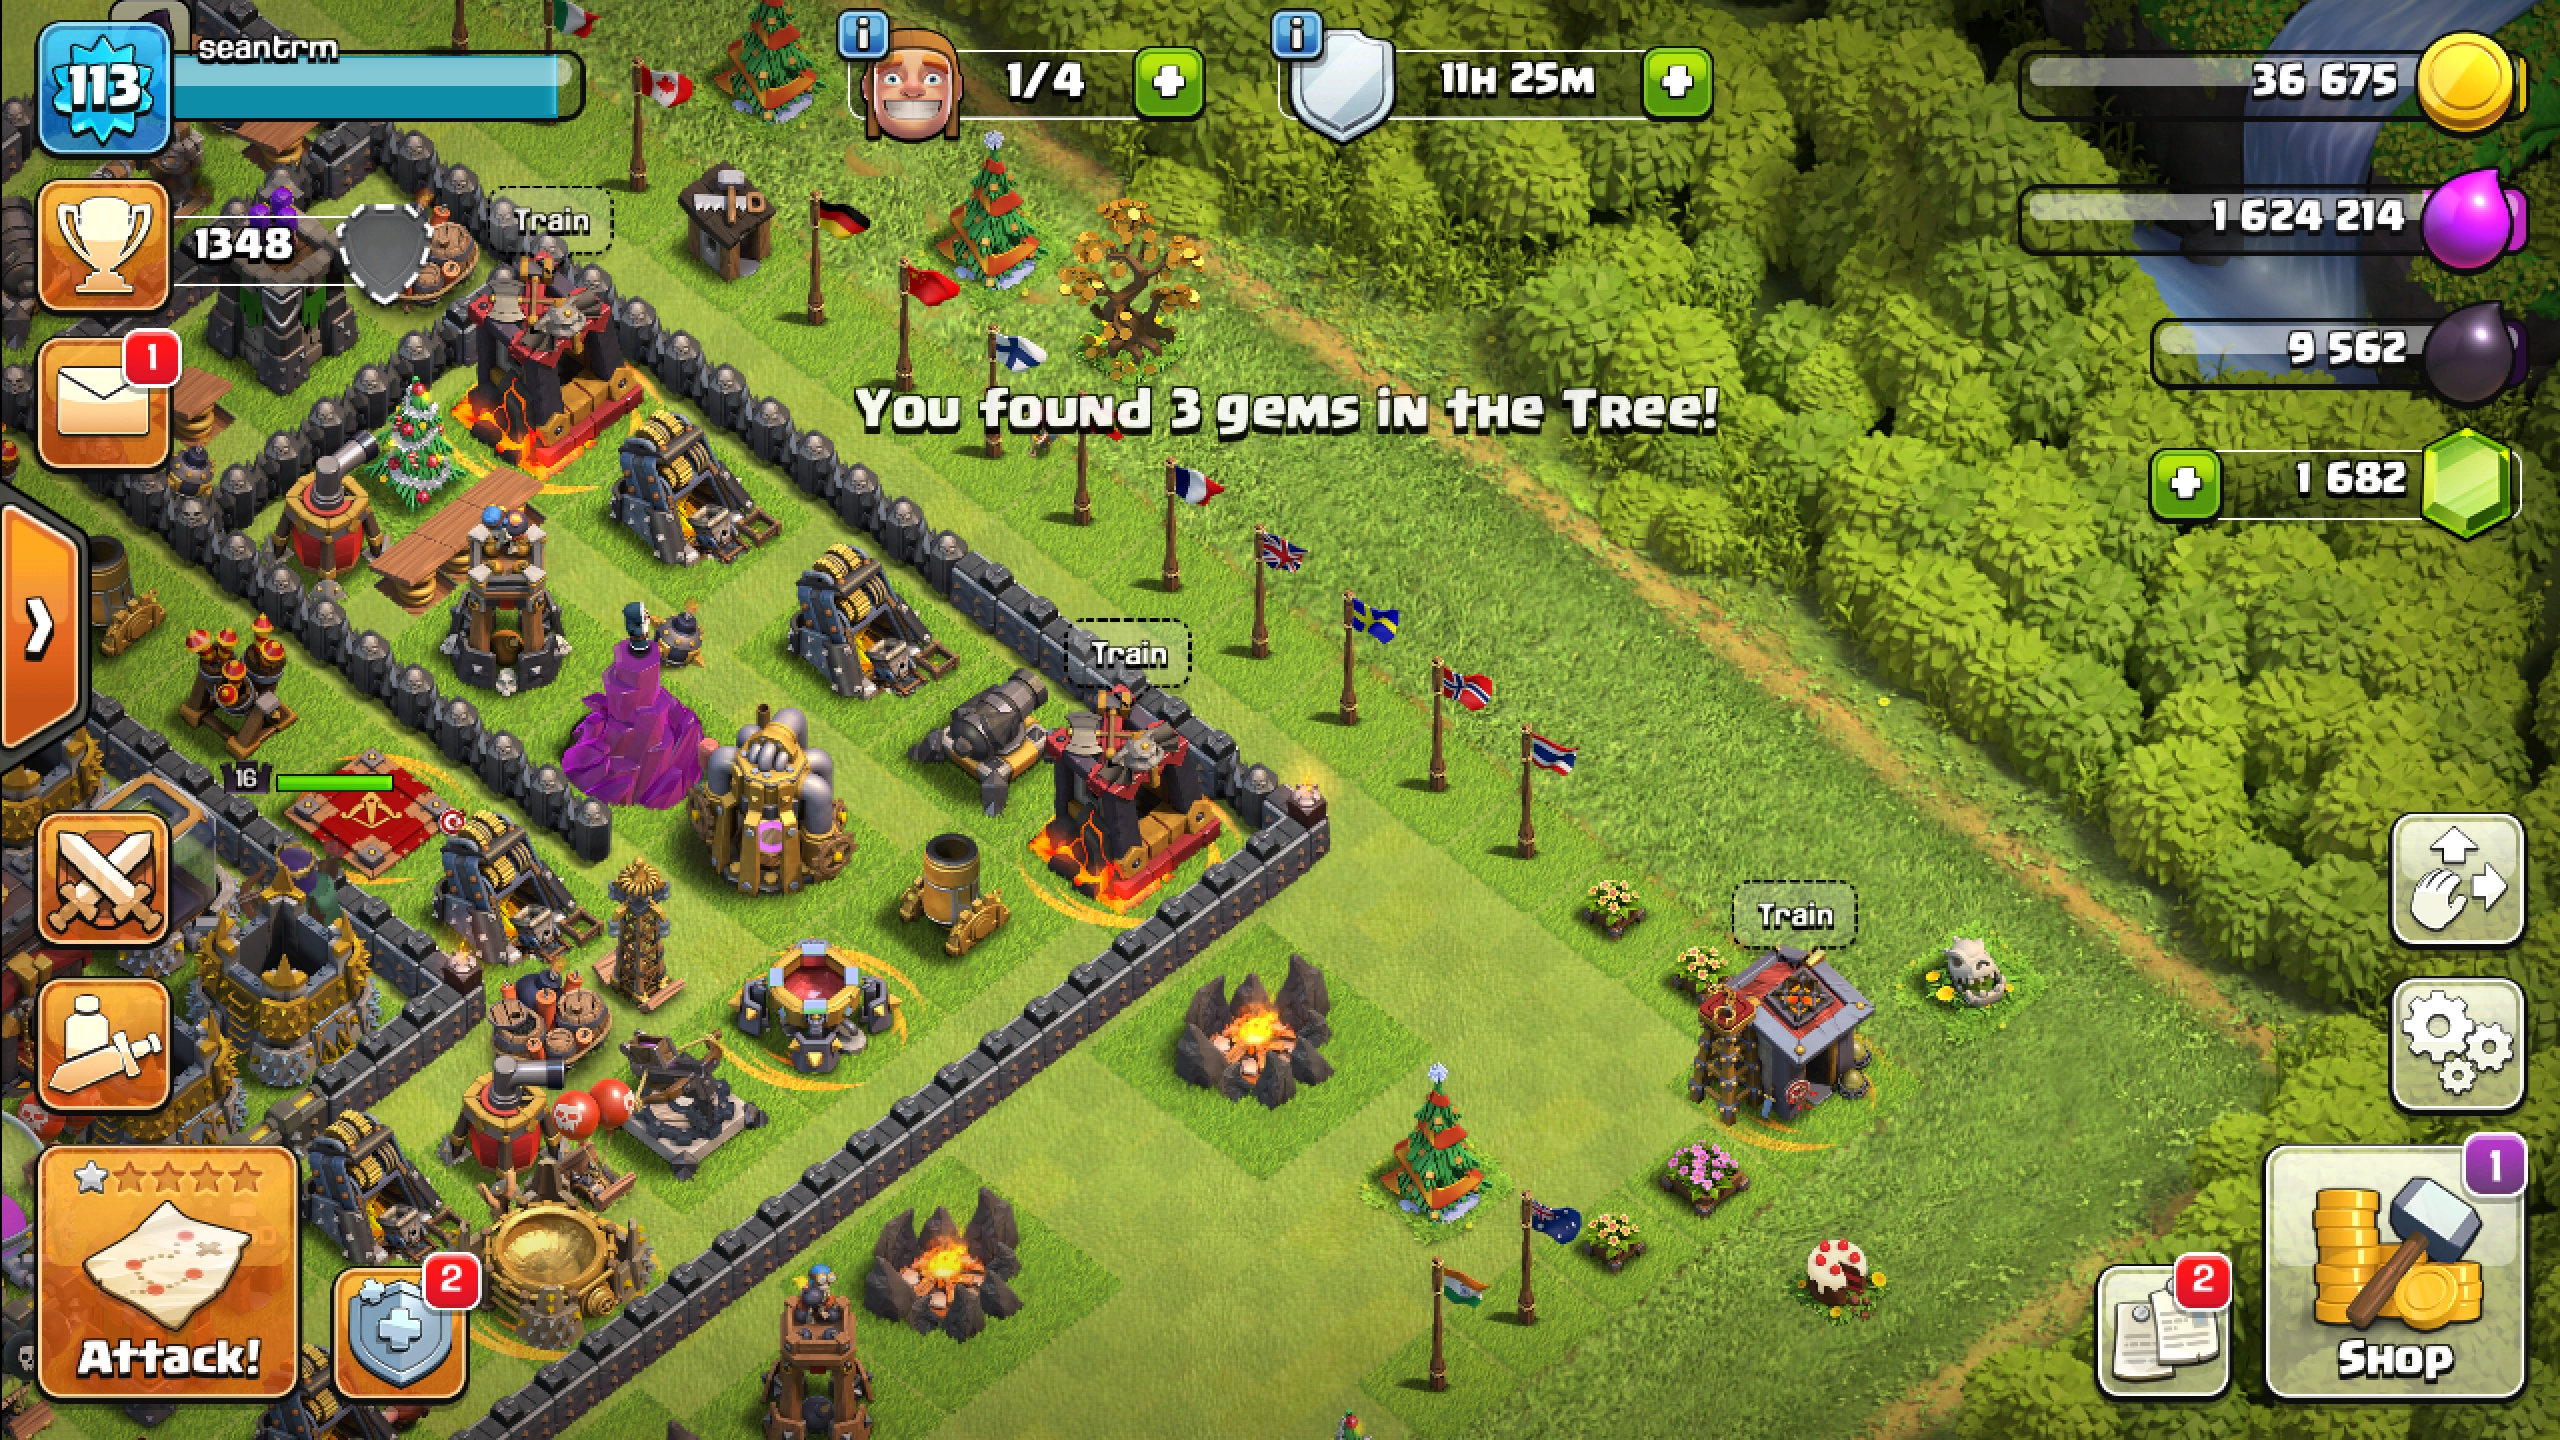 seantrm
113
1/4
11H 25M
36 675
Train
1348
1 624 214
1
9 562
You found 3 gems in the Tree!
1 682
Train
16
Train
1
2
2
Attack!
Shop